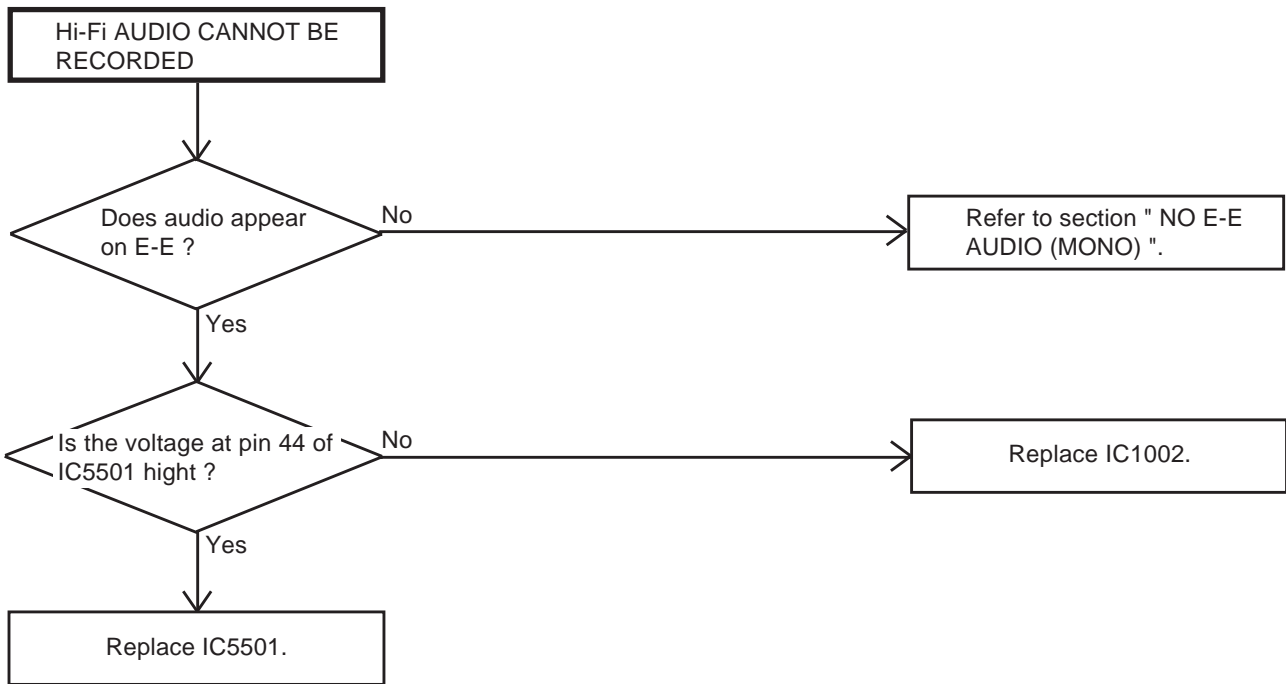 Hi-Fi AUDIO CANNOT BE
RECORDED
Does audio appear
on E-E ?
No
Refer to section " NO E-E
AUDIO (MONO) ".
Yes
Is the voltage at pin 44 of
IC5501 hight ?
No
Replace IC1002.
Yes
Replace IC5501.